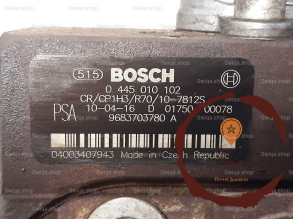 515 BOSCH
0 445 010 102
CR/CP1H3/R70/10-7812S
PSA 10-04-16 D 01750 00078
9683703780 A
04003407943 Made in Czech Republic